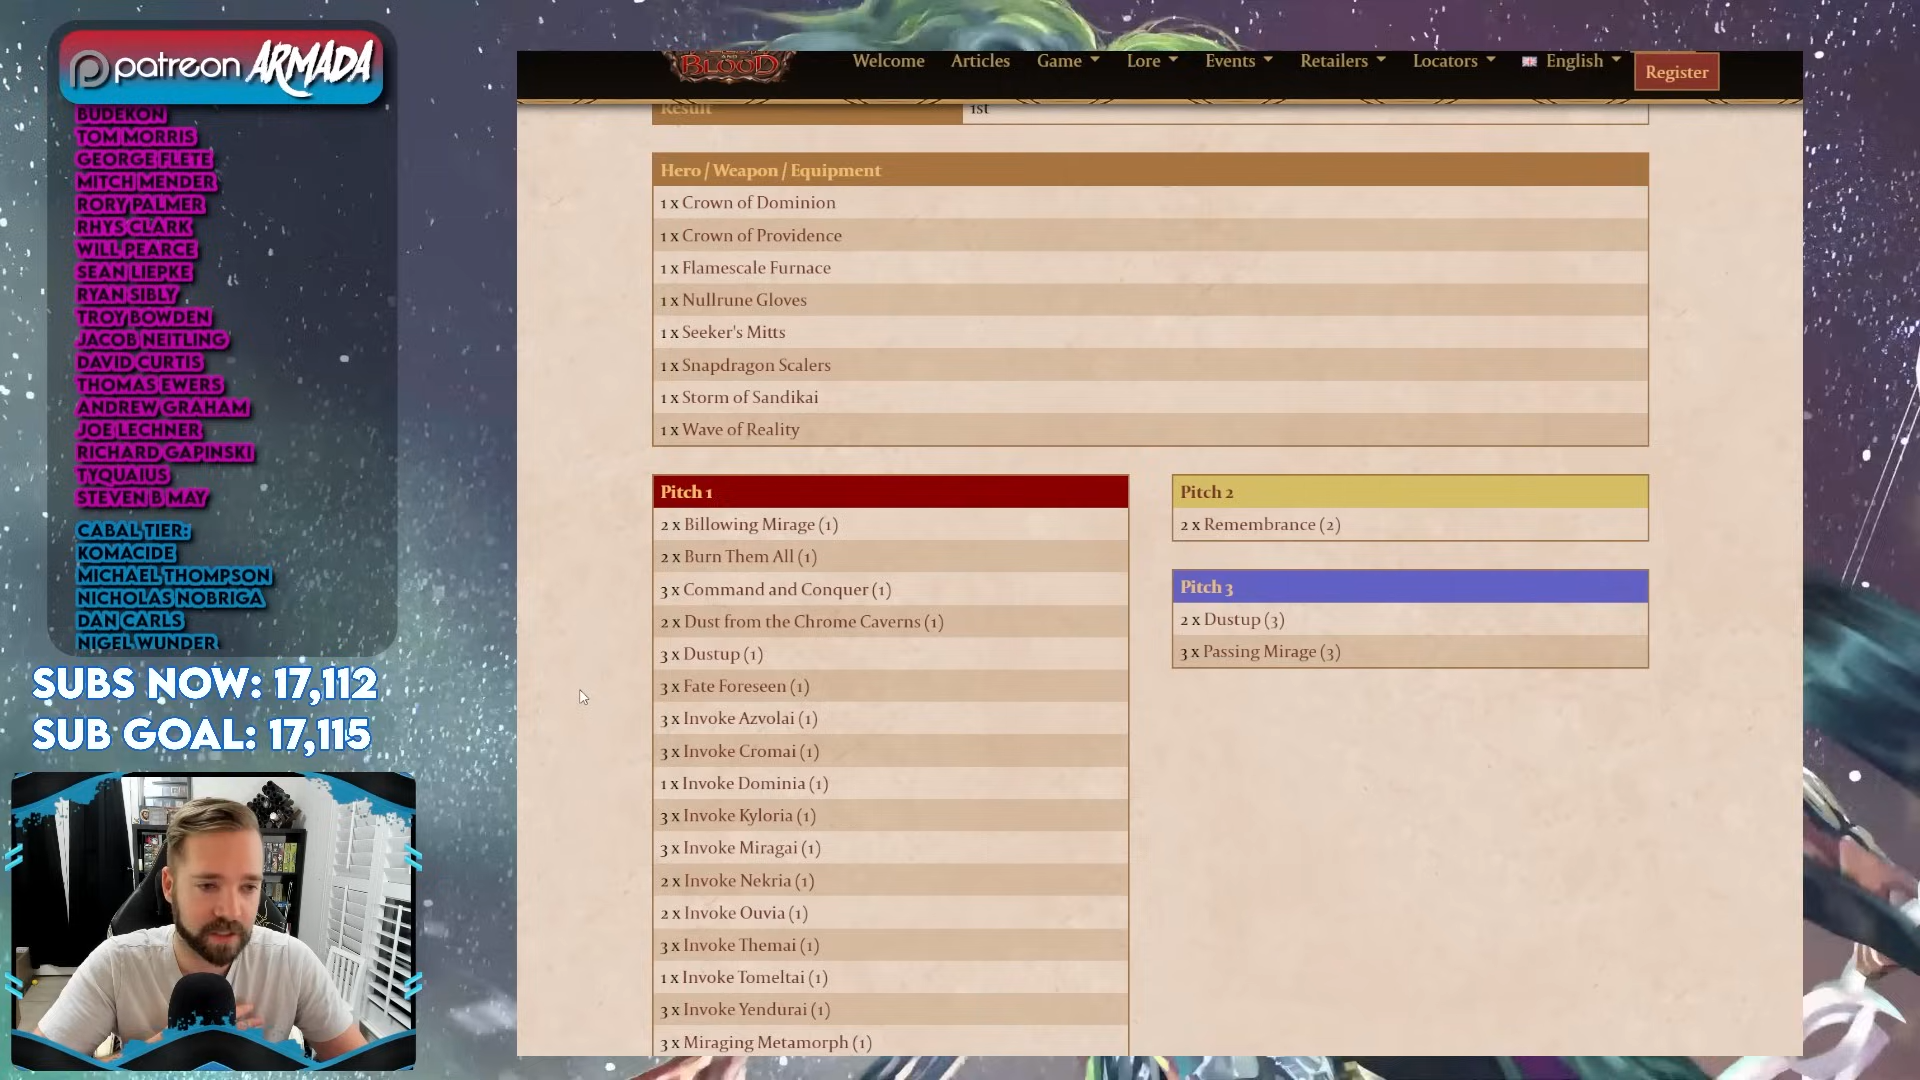 patreon ARMADA
BUDEKON
TOM MORRIS
GEORGE FLETE
MITCH MENDER
RORY PALMER
RHYS CLARK
WILL PEARCE
SEAN LIEPKE
RYAN SIBLY
TROY BOWDEN
JACOB NEITLING
DAVID CURTIS
THOMAS EWERS
ANDREW GRAHAM
JOE LECHNER
RICHARD GAPINSKI
TYQUAIUS
STEVEN B MAY
CABAL TIER:
KOMACIDE
MICHAEL THOMPSON
NICHOLAS NOBRIGA
DAN CARLS
NIGEL WUNDER
SUBS NOW: 17,112
SUB GOAL: 17,115
BLOOD
Welcome Articles Game Lore Events Retailers Locators English Register
Result 1st
Hero / Weapon / Equipment
1 x Crown of Dominion
1 x Crown of Providence
1 x Flamescale Furnace
1 x Nullrune Gloves
1 x Seeker's Mitts
1 x Snapdragon Scalers
1 x Storm of Sandikai
1 x Wave of Reality
Pitch 1
2 x Billowing Mirage (1)
2 x Burn Them All (1)
3 x Command and Conquer (1)
2 x Dust from the Chrome Caverns (1)
3 x Dustup (1)
3 x Fate Foreseen (1)
3 x Invoke Azvolai (1)
3 x Invoke Cromai (1)
1 x Invoke Dominia (1)
3 x Invoke Kyloria (1)
3 x Invoke Miragai (1)
2 x Invoke Nekria (1)
2 x Invoke Ouvia (1)
3 x Invoke Themai (1)
1 x Invoke Tomeltai (1)
3 x Invoke Yendurai (1)
3 x Miraging Metamorph (1)
Pitch 2
2 x Remembrance (2)
Pitch 3
2 x Dustup (3)
3 x Passing Mirage (3)